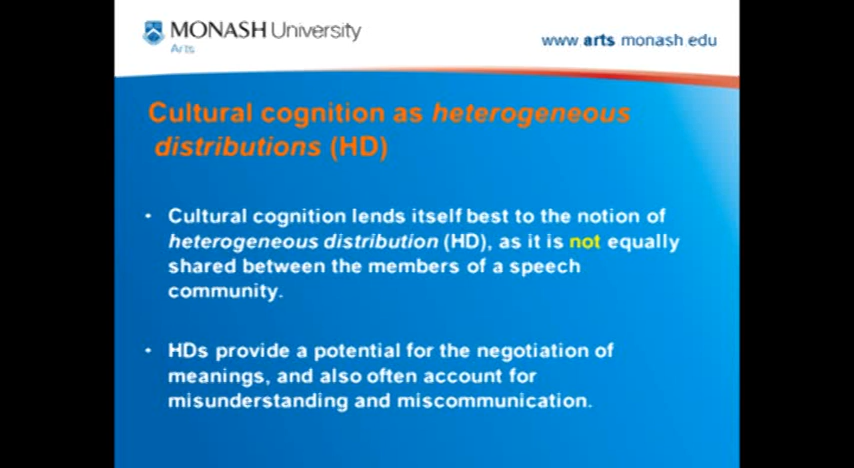 MONASH University
Arts
www arts monash edu
Cultural cognition as heterogeneous
distributions (HD)
• Cultural cognition lends itself best to the notion of
heterogeneous distribution (HD), as it is not equally
shared between the members of a speech
community.
• HDs provide a potential for the negotiation of
meanings, and also often account for
misunderstanding and miscommunication.